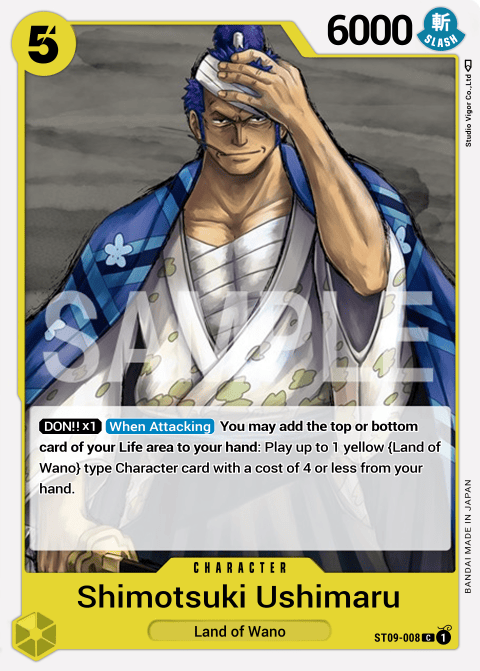 5
6000
斬
SLASH
Studio Vigor Co.,Ltd
SAMPLE
DON!! x1 When Attacking You may add the top or bottom
card of your Life area to your hand: Play up to 1 yellow {Land of
Wano} type Character card with a cost of 4 or less from your
hand.
BANDAI MADE IN JAPAN
CHARACTER
Shimotsuki Ushimaru
Land of Wano
ST09-008 C 1